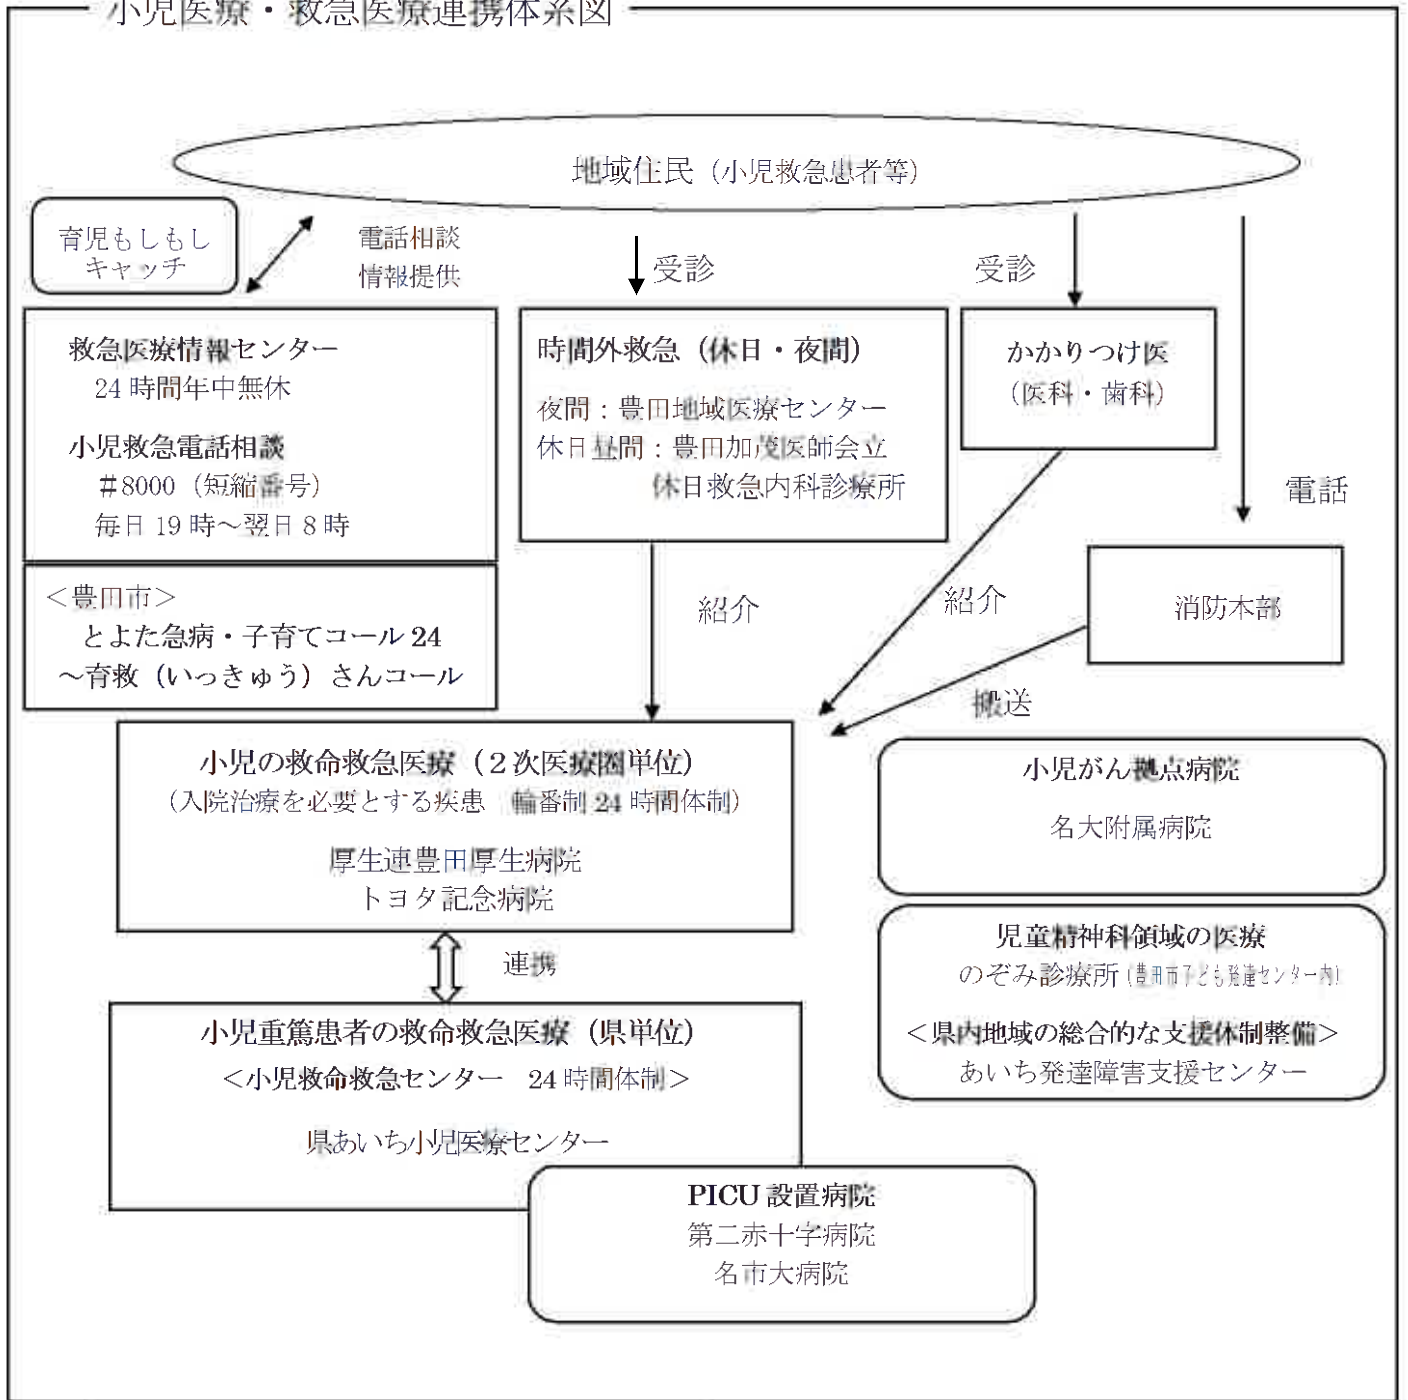 小児医療・救急医療連携体系図
地域住民（小児救急患者等）
育児もしもし
キャッチ
電話相談
情報提供
受診
受診
救急医療情報センター
24 時間年中無休
小児救急電話相談
＃8000（短縮番号）
毎日 19 時～翌日 8 時
時間外救急（休日・夜間）
夜間：豊田地域医療センター
休日昼間：豊田加茂医師会立
休日救急内科診療所
かかりつけ医
（医科・歯科）
電話
＜豊田市＞
とよた急病・子育てコール 24
～育救（いっきゅう）さんコール
紹介
紹介
消防本部
搬送
小児の救命救急医療（２次医療圏単位）
（入院治療を必要とする疾患　輪番制 24 時間体制）
厚生連豊田厚生病院
トヨタ記念病院
小児がん拠点病院
名大附属病院
連携
児童精神科領域の医療
のぞみ診療所（豊田市子ども発達センター内）
＜県内地域の総合的な支援体制整備＞
あいち発達障害支援センター
小児重篤患者の救命救急医療（県単位）
＜小児救命救急センター　24 時間体制＞
県あいち小児医療センター
PICU 設置病院
第二赤十字病院
名市大病院